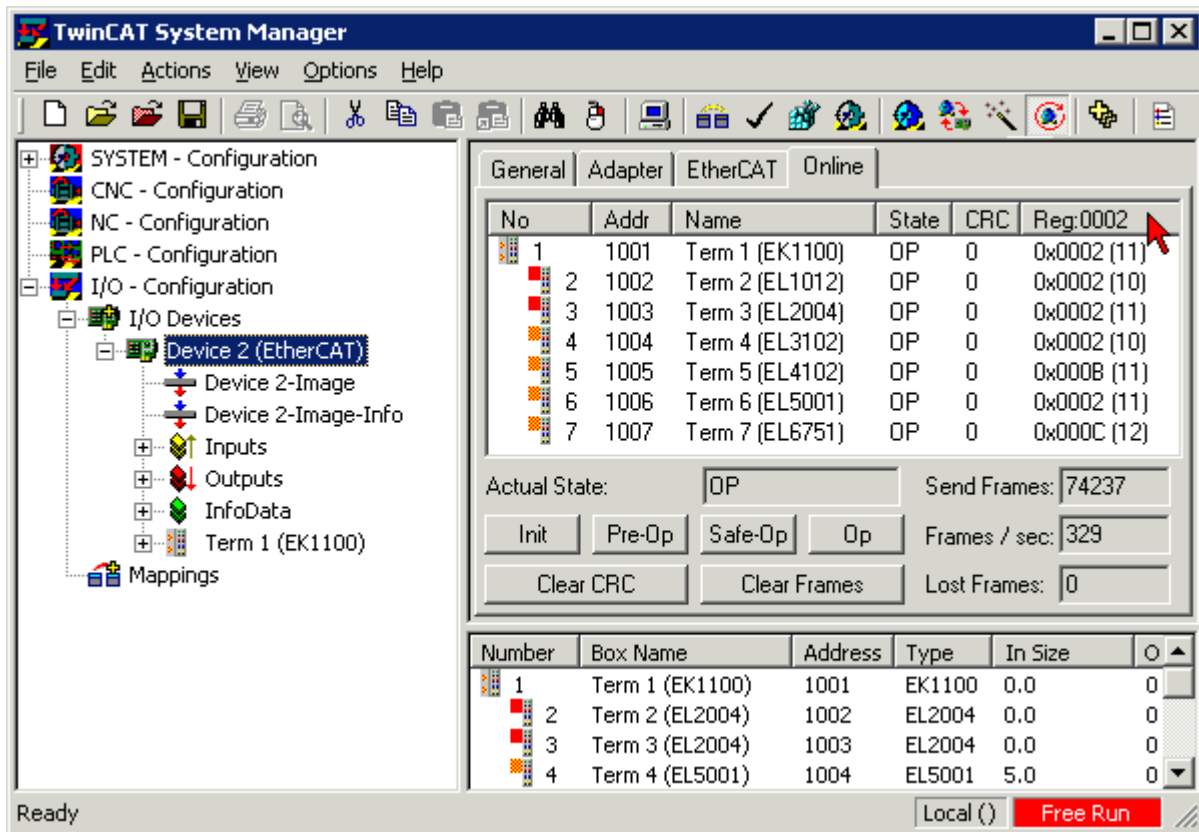 TwinCAT System Manager
File Edit Actions View Options Help
SYSTEM - Configuration
CNC - Configuration
NC - Configuration
PLC - Configuration
I/O - Configuration
I/O Devices
Device 2 (EtherCAT)
Device 2-Image
Device 2-Image-Info
Inputs
Outputs
InfoData
Term 1 (EK1100)
Mappings
General Adapter EtherCAT Online
No Addr Name State CRC Reg:0002
1 1001 Term 1 (EK1100) OP 0 0x0002 (11)
2 1002 Term 2 (EL1012) OP 0 0x0002 (10)
3 1003 Term 3 (EL2004) OP 0 0x0002 (11)
4 1004 Term 4 (EL3102) OP 0 0x0002 (10)
5 1005 Term 5 (EL4102) OP 0 0x000B (11)
6 1006 Term 6 (EL5001) OP 0 0x0002 (11)
7 1007 Term 7 (EL6751) OP 0 0x000C (12)
Actual State: OP Send Frames: 74237
Init Pre-Op Safe-Op Op Frames / sec: 329
Clear CRC Clear Frames Lost Frames: 0
Number Box Name Address Type In Size O
1 Term 1 (EK1100) 1001 EK1100 0.0 0
2 Term 2 (EL2004) 1002 EL2004 0.0 0
3 Term 3 (EL2004) 1003 EL2004 0.0 0
4 Term 4 (EL5001) 1004 EL5001 5.0 0
Ready Local () Free Run